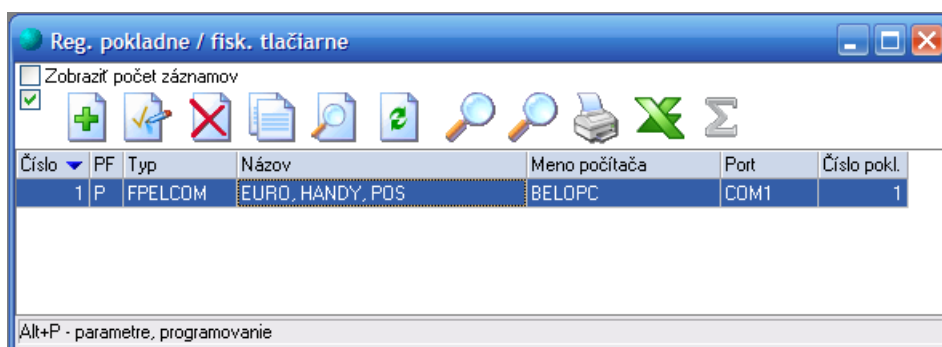 Reg. pokladne / fisk. tlačiarne
Zobraziť počet záznamov
Číslo PF Typ Názov Meno počítača Port Číslo pokl.
1 P FPELCOM EURO, HANDY, POS BELOPC COM1 1
Alt+P - parametre, programovanie